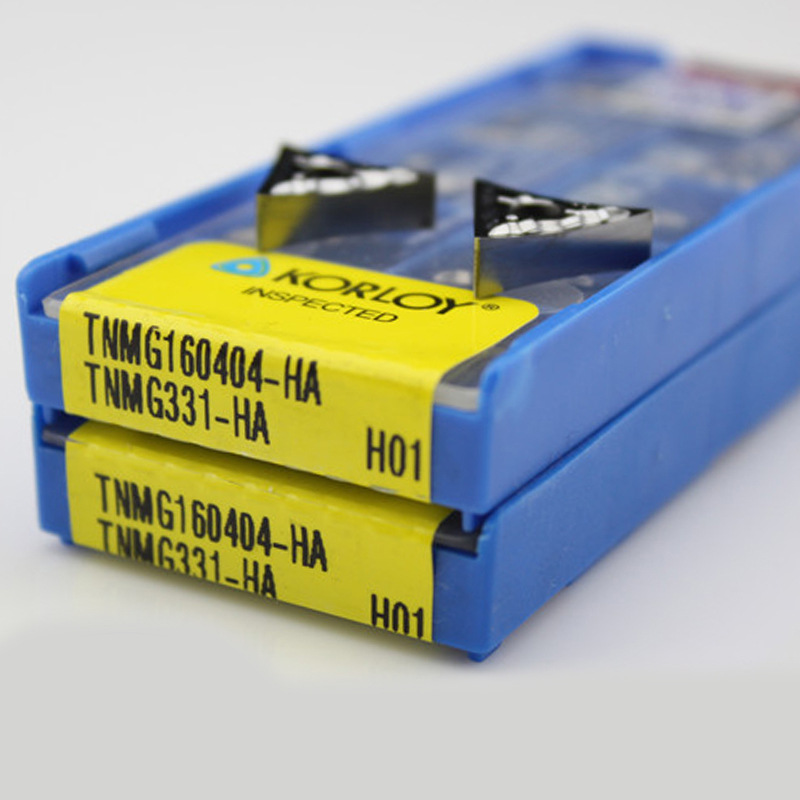 KORLOY®
INSPECTED
TNMG160404-HA
TNMG331-HA
H01
TNMG160404-HA
TNMG331-HA
H01